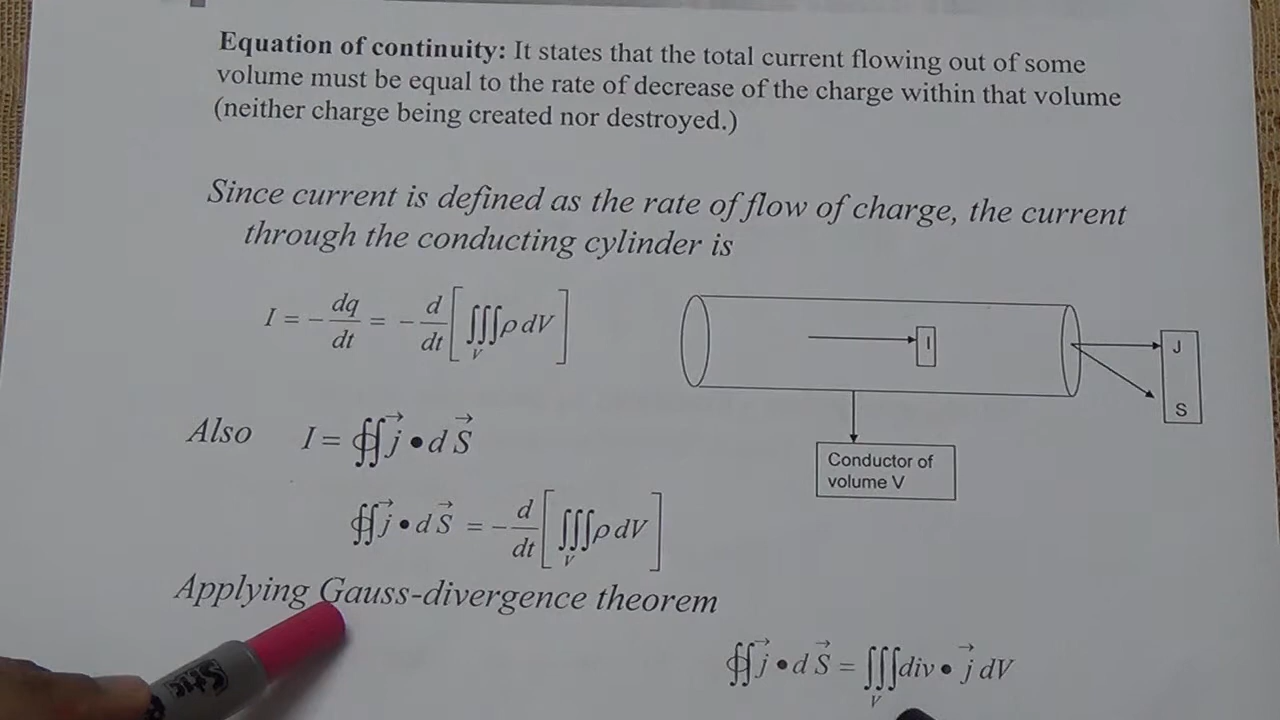 Equation of continuity: It states that the total current flowing out of some
volume must be equal to the rate of decrease of the charge within that volume
(neither charge being created nor destroyed.)
Since current is defined as the rate of flow of charge, the current
through the conducting cylinder is
I = - dq/dt = - d/dt [ ∭_V ρ dV ]
I
J
S
Conductor of
volume V
Also I = ∯ j⃗ • d S⃗
∯ j⃗ • d S⃗ = - d/dt [ ∭_V ρ dV ]
Applying Gauss-divergence theorem
∯ j⃗ • d S⃗ = ∭_V div • j⃗ dV